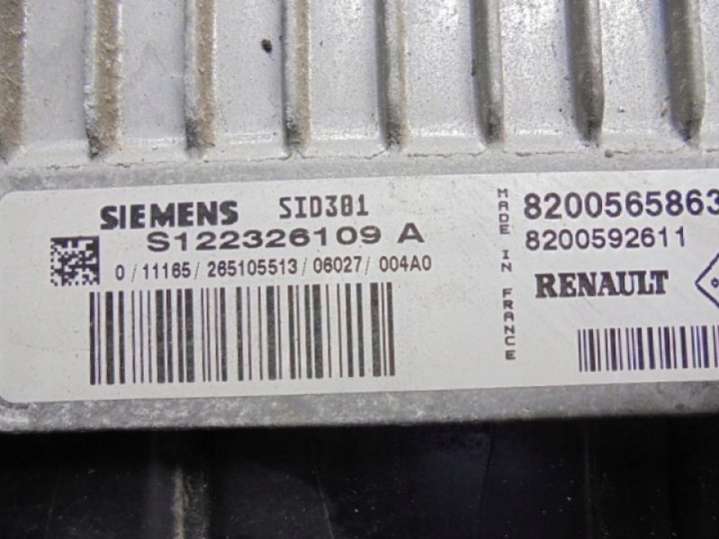 SIEMENS SID301
S122326109 A
0 / 11165 / 265105513 / 06027 / 004A0
MADE IN FRANCE
8200565863
8200592611
RENAULT